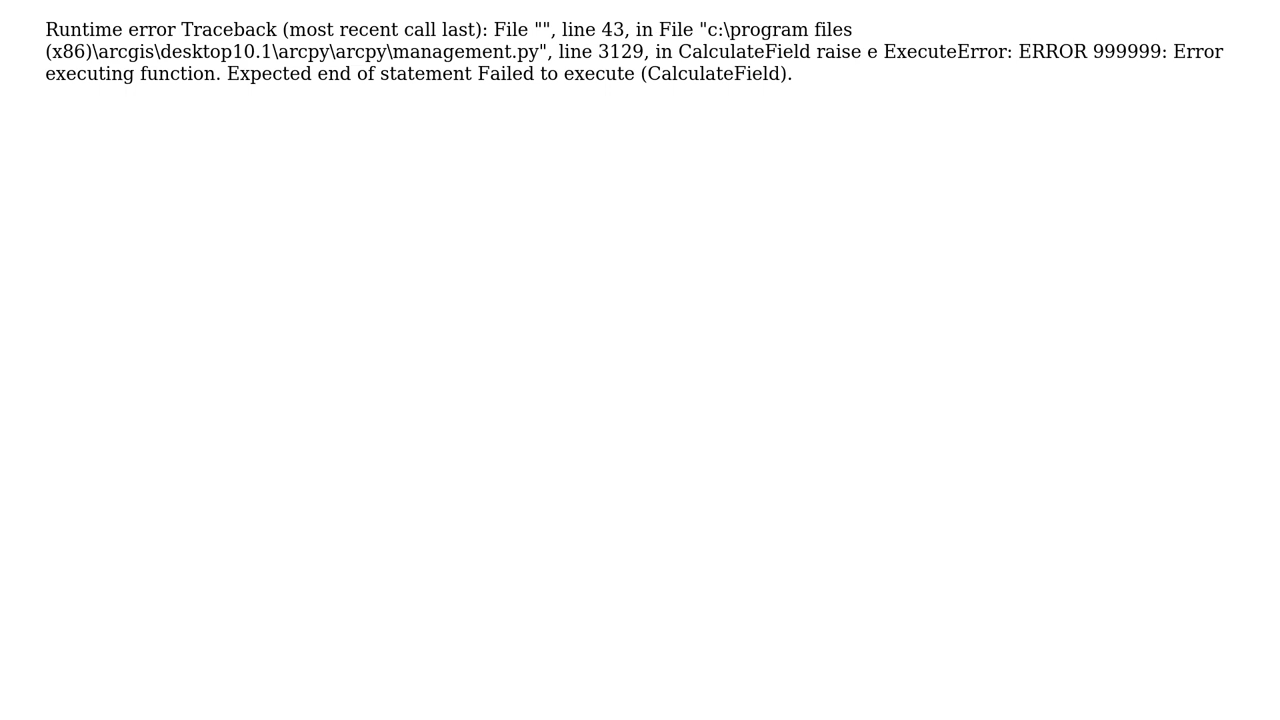 Runtime error Traceback (most recent call last): File "", line 43, in File "c:\program files
(x86)\arcgis\desktop10.1\arcpy\arcpy\management.py", line 3129, in CalculateField raise e ExecuteError: ERROR 999999: Error
executing function. Expected end of statement Failed to execute (CalculateField).